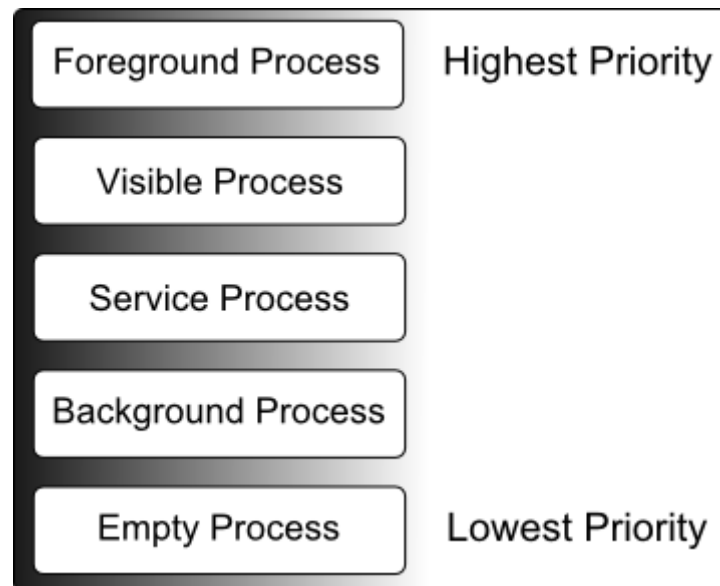 Foreground Process Highest Priority
Visible Process
Service Process
Background Process
Empty Process Lowest Priority